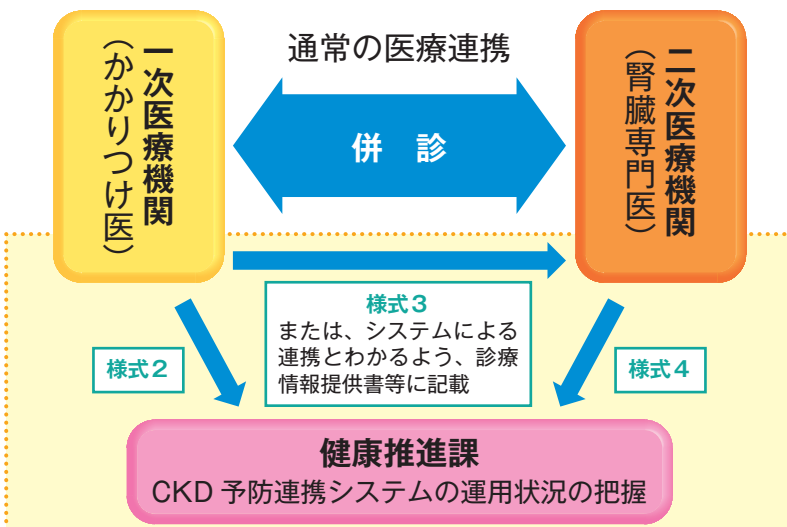 通常の医療連携
一次医療機関
（かかりつけ医）
併　診
二次医療機関
（腎臓専門医）
様式３
または、システムによる
連携とわかるよう、診療
情報提供書等に記載
様式２
様式４
健康推進課
CKD 予防連携システムの運用状況の把握